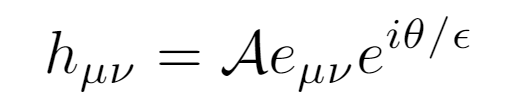 h_{\mu\nu} = \mathcal{A} e_{\mu\nu} e^{i\theta/\epsilon}